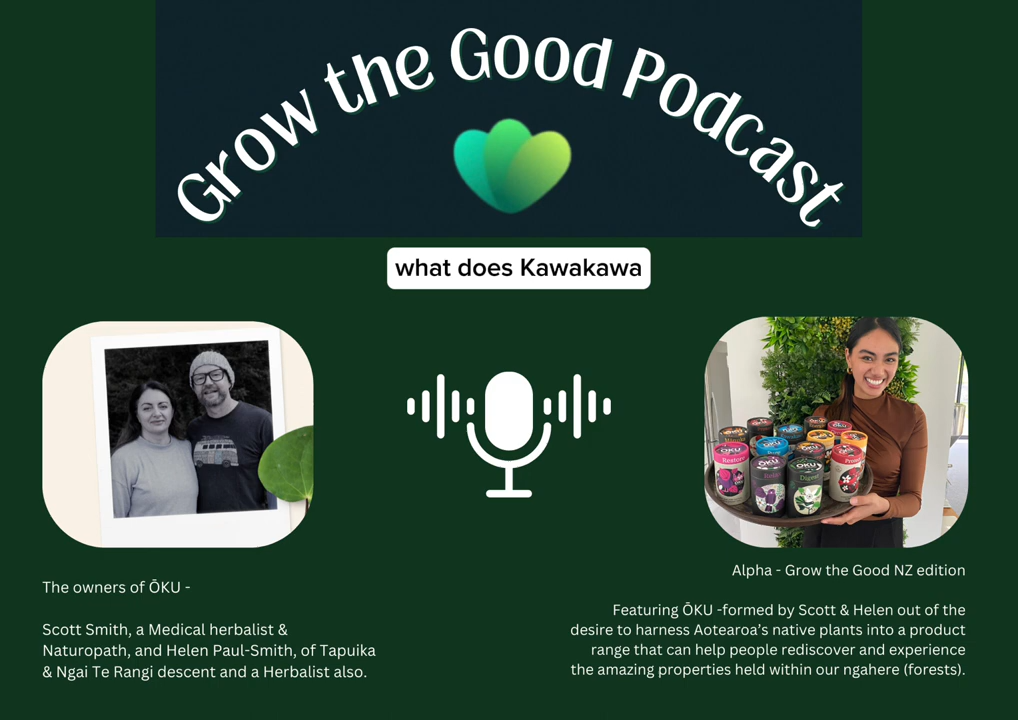 Grow the Good Podcast
what does Kawakawa
ŌKU
Restore
Digest
The owners of ŌKU -
Scott Smith, a Medical herbalist &
Naturopath, and Helen Paul-Smith, of Tapuika
& Ngai Te Rangi descent and a Herbalist also.
Alpha - Grow the Good NZ edition
Featuring ŌKU -formed by Scott & Helen out of the
desire to harness Aotearoa's native plants into a product
range that can help people rediscover and experience
the amazing properties held within our ngahere (forests).